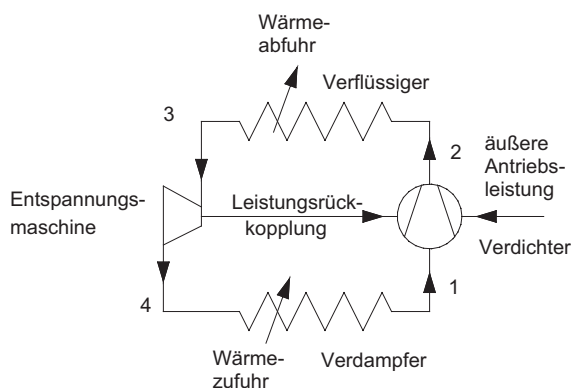 Wärme-
abfuhr
Verflüssiger
3
2
äußere
Antriebs-
leistung
Entspannungs-
maschine
Leistungsrück-
kopplung
Verdichter
4
1
Wärme-
zufuhr
Verdampfer